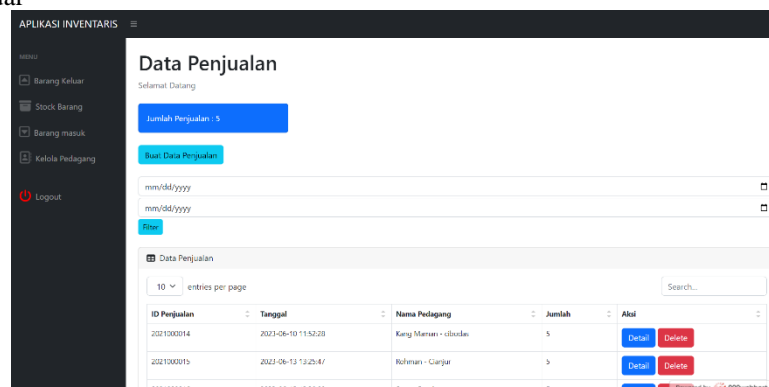 APLIKASI INVENTARIS
MENU
Barang Keluar
Stock Barang
Barang masuk
Kelola Pedagang
Logout
Data Penjualan
Selamat Datang
Jumlah Penjualan : 5
Buat Data Penjualan
mm/dd/yyyy
mm/dd/yyyy
Filter
Data Penjualan
10 entries per page Search...
ID Penjualan Tanggal Nama Pedagang Jumlah Aksi
2021000014 2023-06-10 11:52:28 Kang Maman - cibudas 5 Detail Delete
2021000015 2023-06-13 13:25:47 Rohman - Cianjur 5 Detail Delete